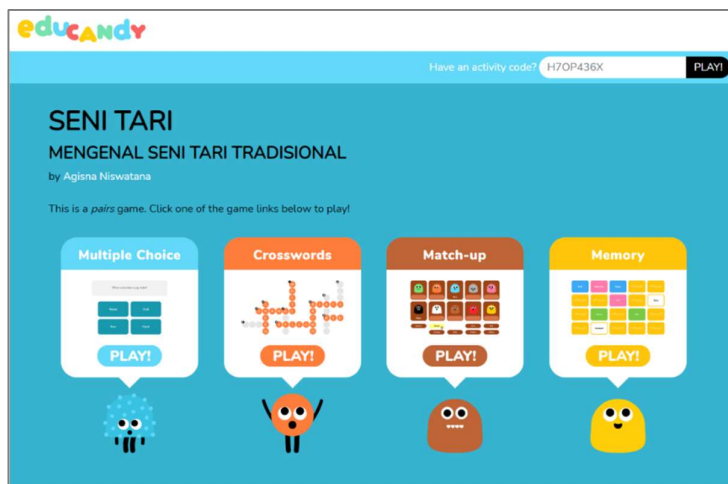 educandy
Have an activity code? H7OP436X PLAY!
SENI TARI
MENGENAL SENI TARI TRADISIONAL
by Agisna Niswatana
This is a pairs game. Click one of the game links below to play!
Multiple Choice Crosswords Match-up Memory
PLAY! PLAY! PLAY! PLAY!